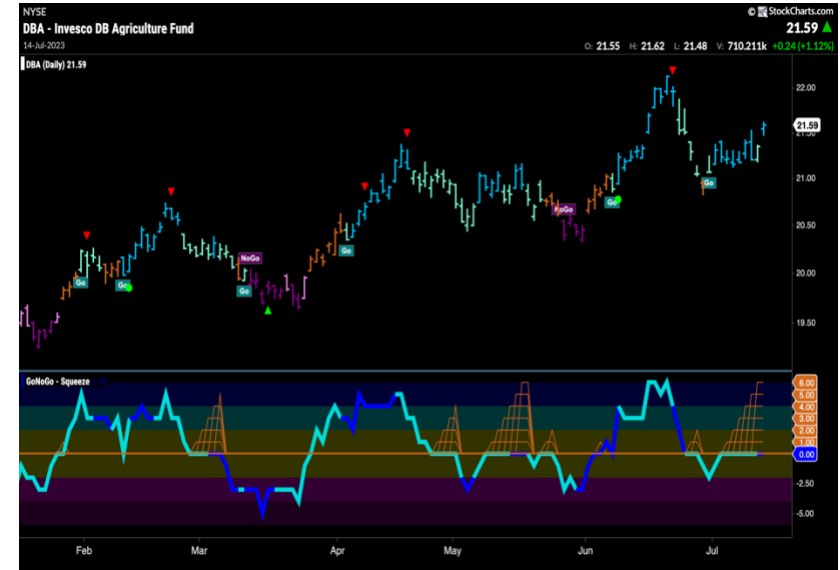 NYSE
© StockCharts.com
DBA - Invesco DB Agriculture Fund
21.59
14-Jul-2023
O: 21.55 H: 21.62 L: 21.48 V: 710.211k +0.24 (+1.12%)
DBA (Daily) 21.59
22.00
21.59
21.50
21.00
20.50
20.00
19.50
Go
Go
NoGo
Go
Go
NoGo
Go
Go
GoNoGo - Squeeze
6.00
5.00
4.00
3.00
2.00
1.00
0.00
-2.50
-5.00
Feb Mar Apr May Jun Jul